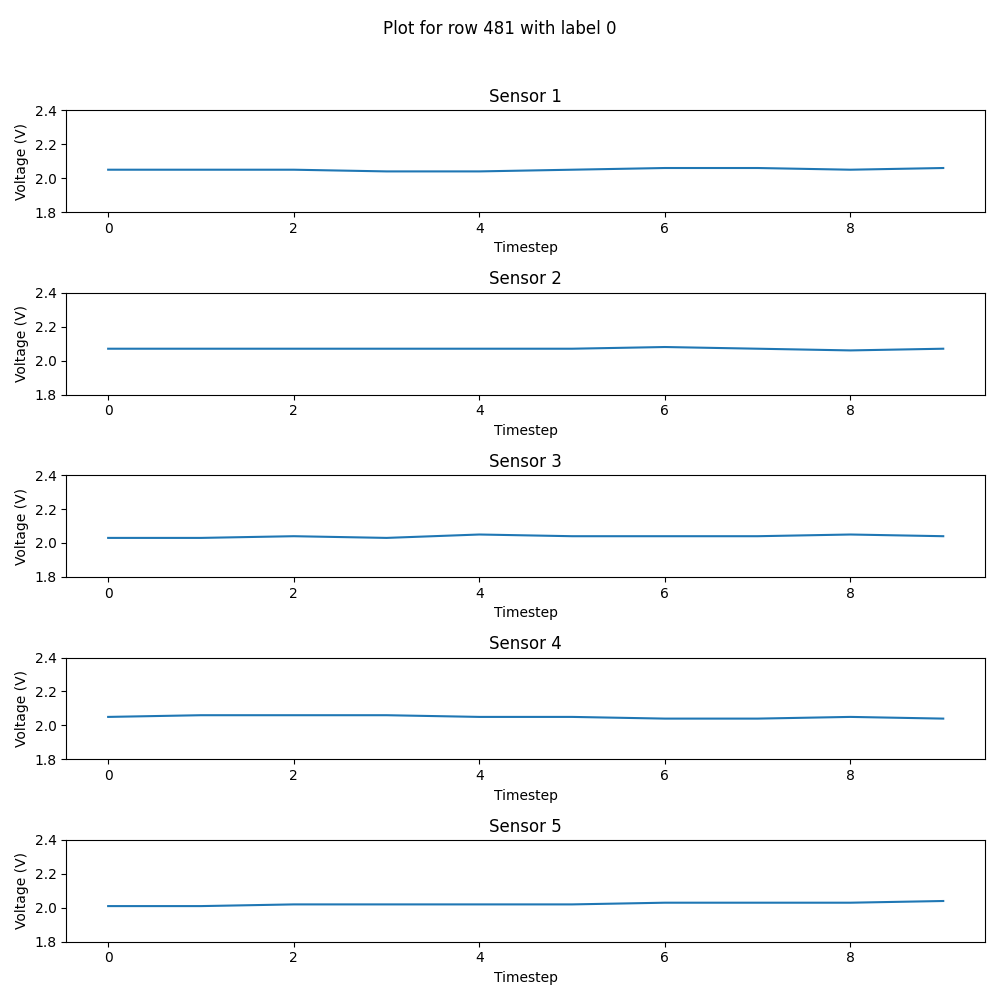 Plot for row 481 with label 0
Sensor 1
Voltage (V)
2.4
2.2
2.0
1.8
0 2 4 6 8
Timestep
Sensor 2
Voltage (V)
2.4
2.2
2.0
1.8
0 2 4 6 8
Timestep
Sensor 3
Voltage (V)
2.4
2.2
2.0
1.8
0 2 4 6 8
Timestep
Sensor 4
Voltage (V)
2.4
2.2
2.0
1.8
0 2 4 6 8
Timestep
Sensor 5
Voltage (V)
2.4
2.2
2.0
1.8
0 2 4 6 8
Timestep